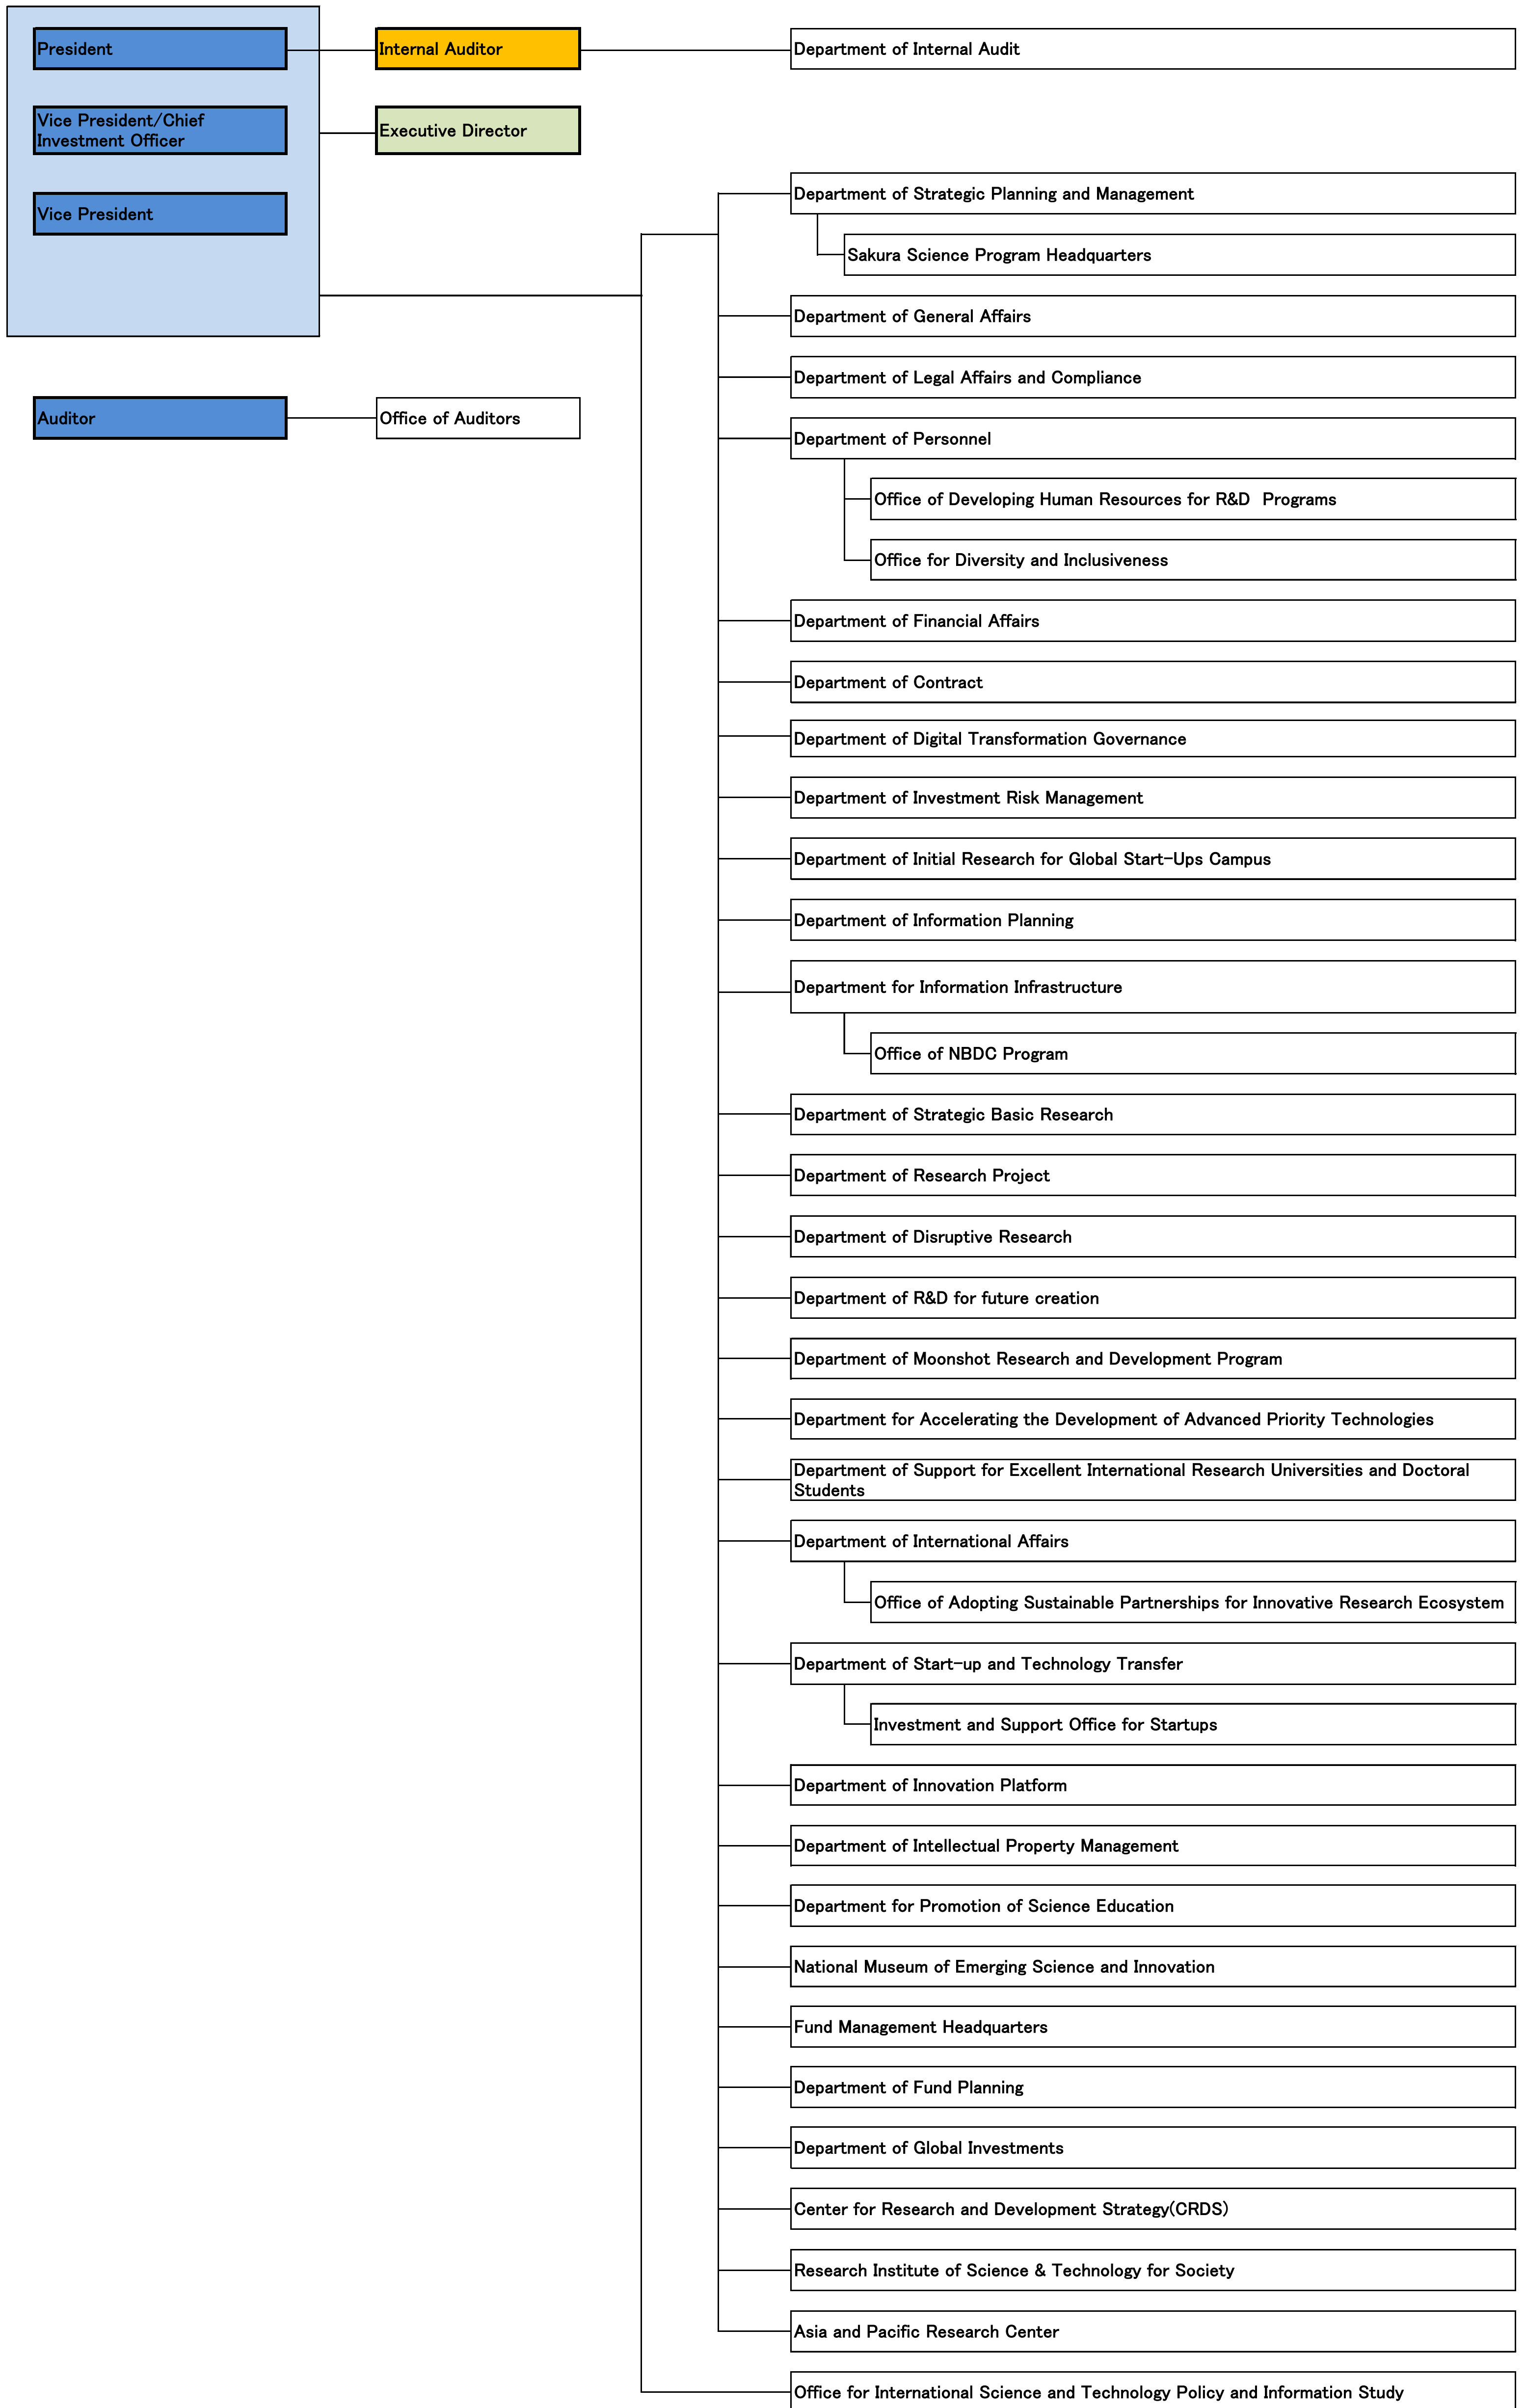 President
Internal Auditor
Department of Internal Audit
Vice President/Chief
Investment Officer
Executive Director
Vice President
Department of Strategic Planning and Management
Sakura Science Program Headquarters
Department of General Affairs
Department of Legal Affairs and Compliance
Auditor
Office of Auditors
Department of Personnel
Office of Developing Human Resources for R&D  Programs
Office for Diversity and Inclusiveness
Department of Financial Affairs
Department of Contract
Department of Digital Transformation Governance
Department of Investment Risk Management
Department of Initial Research for Global Start-Ups Campus
Department of Information Planning
Department for Information Infrastructure
Office of NBDC Program
Department of Strategic Basic Research
Department of Research Project
Department of Disruptive Research
Department of R&D for future creation
Department of Moonshot Research and Development Program
Department for Accelerating the Development of Advanced Priority Technologies
Department of Support for Excellent International Research Universities and Doctoral
Students
Department of International Affairs
Office of Adopting Sustainable Partnerships for Innovative Research Ecosystem
Department of Start-up and Technology Transfer
Investment and Support Office for Startups
Department of Innovation Platform
Department of Intellectual Property Management
Department for Promotion of Science Education
National Museum of Emerging Science and Innovation
Fund Management Headquarters
Department of Fund Planning
Department of Global Investments
Center for Research and Development Strategy(CRDS)
Research Institute of Science & Technology for Society
Asia and Pacific Research Center
Office for International Science and Technology Policy and Information Study